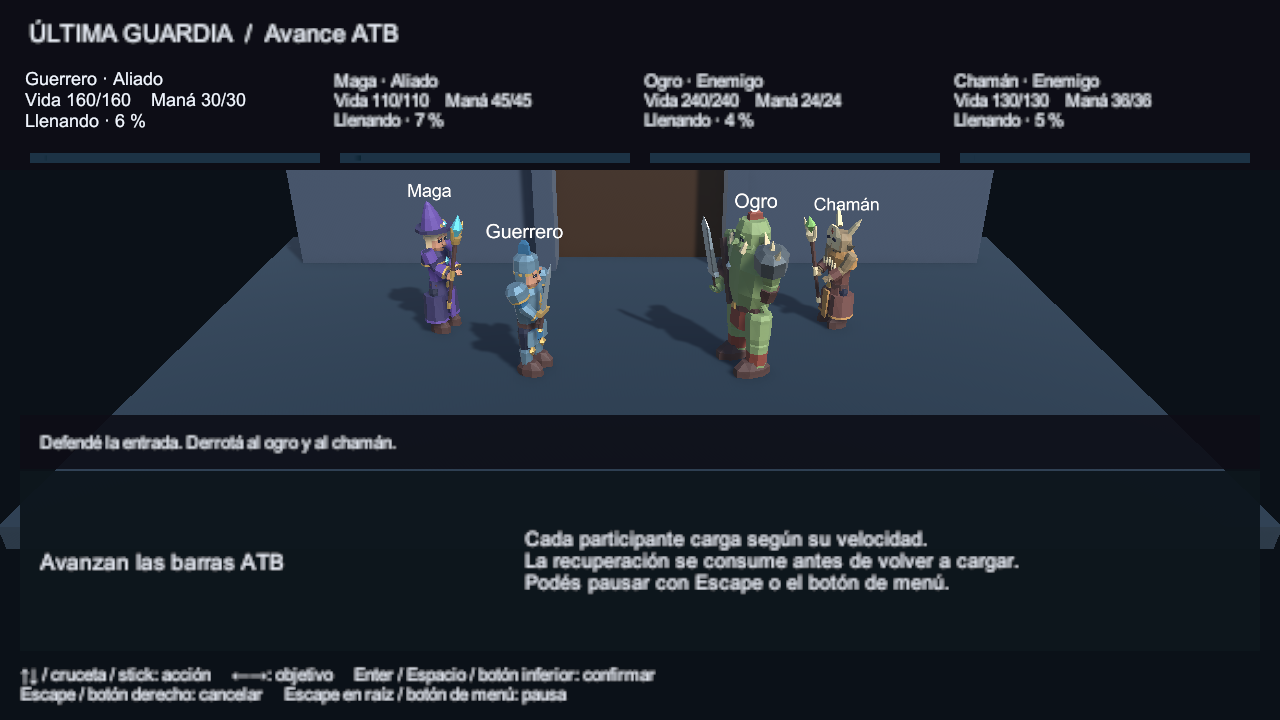 ÚLTIMA GUARDIA / Avance ATB
Guerrero · Aliado
Vida 160/160 Maná 30/30
Llenando · 6 %
Maga · Aliado
Vida 110/110 Maná 45/45
Llenando · 7 %
Ogro · Enemigo
Vida 240/240 Maná 24/24
Llenando · 4 %
Chamán · Enemigo
Vida 130/130 Maná 36/36
Llenando · 5 %
Maga
Guerrero
Ogro
Chamán
Defendé la entrada. Derrotá al ogro y al chamán.
Avanzan las barras ATB
Cada participante carga según su velocidad.
La recuperación se consume antes de volver a cargar.
Podés pausar con Escape o el botón de menú.
↑↓ / cruceta / stick: acción ←→: objetivo Enter / Espacio / botón inferior: confirmar
Escape / botón derecho: cancelar Escape en raíz / botón de menú: pausa